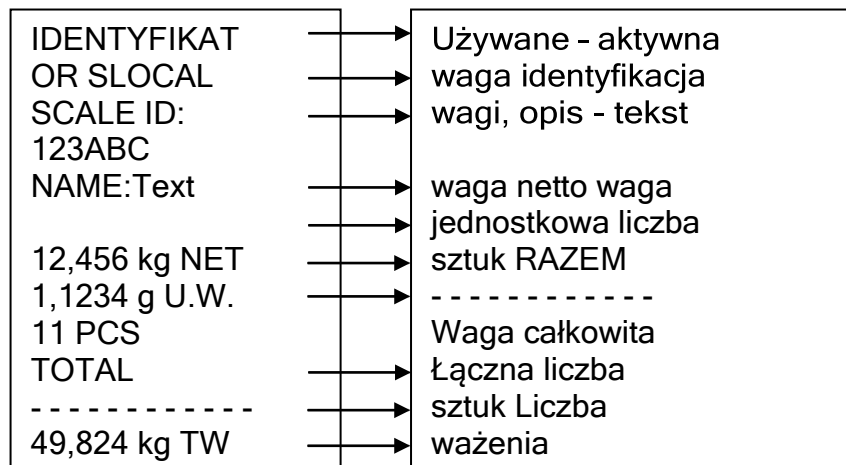 IDENTYFIKAT
OR SLOCAL
SCALE ID:
123ABC
NAME:Text
12,456 kg NET
1,1234 g U.W.
11 PCS
TOTAL
- - - - - - - - - - - - -
49,824 kg TW
Używane – aktywna
waga identyfikacja
wagi, opis - tekst
waga netto waga
jednostkowa liczba
sztuk RAZEM
- - - - - - - - - - - -
Waga całkowita
Łączna liczba
sztuk Liczba
ważenia